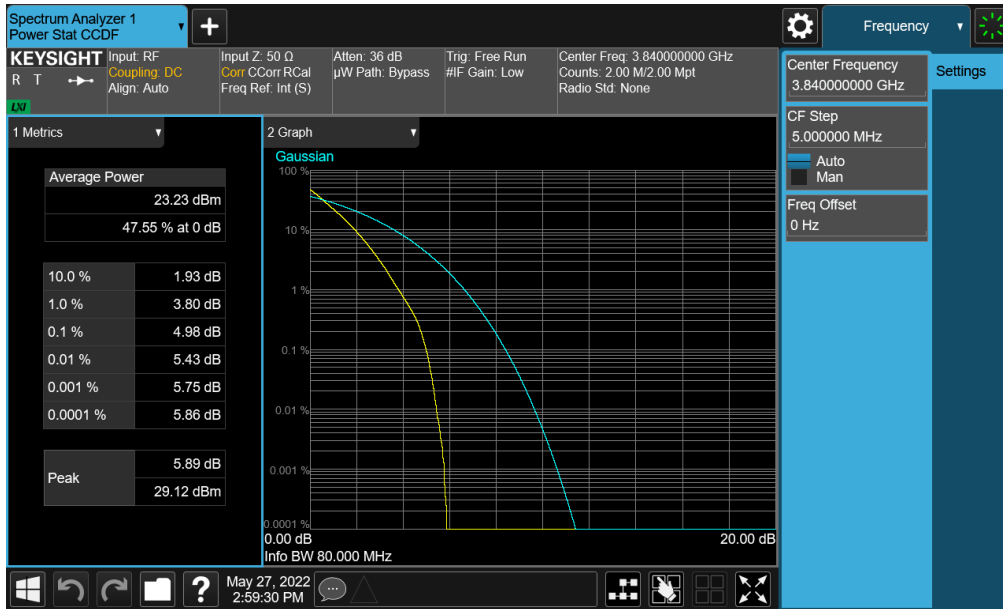 Spectrum Analyzer 1
Power Stat CCDF
+
Frequency
KEYSIGHT
R T
LXI
Input: RF
Coupling: DC
Align: Auto
Input Z: 50 Ω
Corr CCorr RCal
Freq Ref: Int (S)
Atten: 36 dB
µW Path: Bypass
Trig: Free Run
#IF Gain: Low
Center Freq: 3.840000000 GHz
Counts: 2.00 M/2.00 Mpt
Radio Std: None
Center Frequency
3.840000000 GHz
Settings
CF Step
5.000000 MHz
Auto
Man
Freq Offset
0 Hz
1 Metrics
Average Power
23.23 dBm
47.55 % at 0 dB
10.0 % 1.93 dB
1.0 % 3.80 dB
0.1 % 4.98 dB
0.01 % 5.43 dB
0.001 % 5.75 dB
0.0001 % 5.86 dB
Peak
5.89 dB
29.12 dBm
2 Graph
Gaussian
100 %
10 %
1 %
0.1 %
0.01 %
0.001 %
0.0001 %
0.00 dB 20.00 dB
Info BW 80.000 MHz
?
May 27, 2022
2:59:30 PM